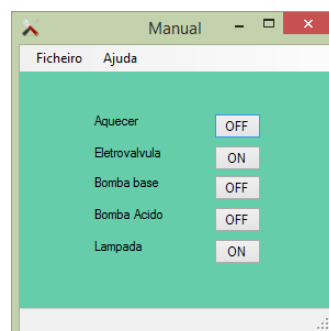 Manual
Ficheiro Ajuda
Aquecer OFF
Eletrovalvula ON
Bomba base OFF
Bomba Acido OFF
Lampada ON